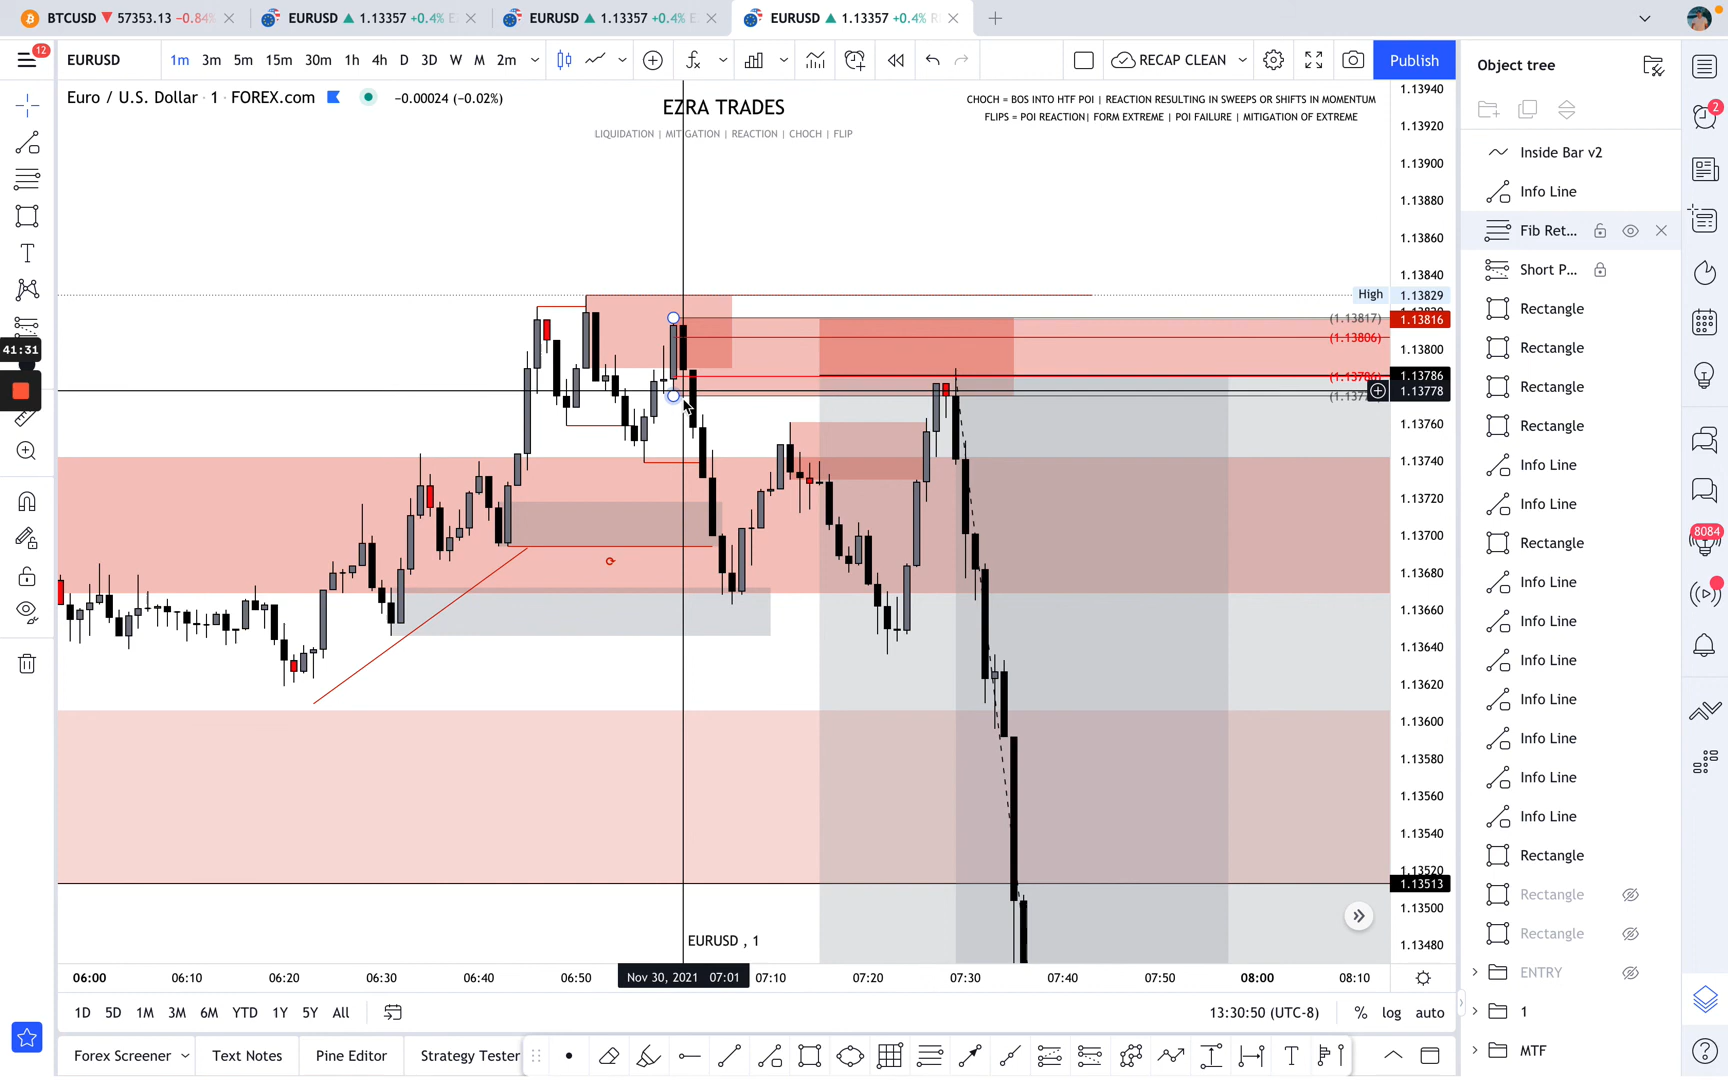 BTCUSD ▼ 57353.13 −0.84%
EURUSD ▲ 1.13357 +0.4% E
EURUSD ▲ 1.13357 +0.4% E
EURUSD ▲ 1.13357 +0.4% R
12
EURUSD
1m 3m 5m 15m 30m 1h 4h D 3D W M 2m
RECAP CLEAN
Publish
Euro / U.S. Dollar · 1 · FOREX.com
−0.00024 (−0.02%)
EZRA TRADES
LIQUIDATION | MITIGATION | REACTION | CHOCH | FLIP
CHOCH = BOS INTO HTF POI | REACTION RESULTING IN SWEEPS OR SHIFTS IN MOMENTUM
FLIPS = POI REACTION| FORM EXTREME | POI FAILURE | MITIGATION OF EXTREME
1.13940
1.13920
1.13900
1.13880
1.13860
1.13840
High 1.13829
(1.13817)
1.13816
(1.13806)
1.13800
1.13786
(1.13786)
1.13778
1.13760
1.13740
1.13720
1.13700
1.13680
1.13660
1.13640
1.13620
1.13600
1.13580
1.13560
1.13540
1.13520
1.13513
1.13500
1.13480
41:31
EURUSD , 1
06:00 06:10 06:20 06:30 06:40 06:50 Nov 30, 2021 07:01 07:10 07:20 07:30 07:40 07:50 08:00 08:10
1D 5D 1M 3M 6M YTD 1Y 5Y All
13:30:50 (UTC-8) % log auto
Forex Screener Text Notes Pine Editor Strategy Tester
Object tree
Inside Bar v2
Info Line
Fib Ret...
Short P...
Rectangle
Rectangle
Rectangle
Rectangle
Info Line
Info Line
Rectangle
Info Line
Info Line
Info Line
Info Line
Info Line
Info Line
Info Line
Rectangle
Rectangle
Rectangle
ENTRY
1
MTF
2
8084